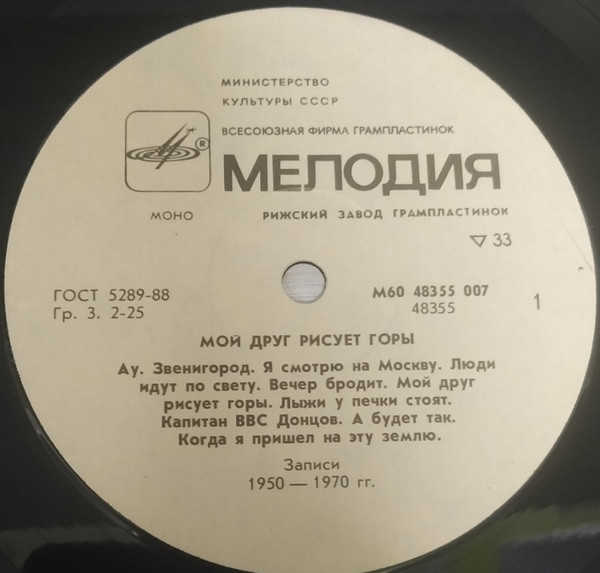 МИНИСТЕРСТВО
КУЛЬТУРЫ СССР
ВСЕСОЮЗНАЯ ФИРМА ГРАМПЛАСТИНОК
®
МЕЛОДИЯ
МОНО РИЖСКИЙ ЗАВОД ГРАМПЛАСТИНОК
▽ 33
ГОСТ 5289-88 М60 48355 007
Гр. 3. 2-25 48355 1
МОЙ ДРУГ РИСУЕТ ГОРЫ
Ау. Звенигород. Я смотрю на Москву. Люди
идут по свету. Вечер бродит. Мой друг
рисует горы. Лыжи у печки стоят.
Капитан ВВС Донцов. А будет так.
Когда я пришел на эту землю.
Записи
1950 — 1970 гг.